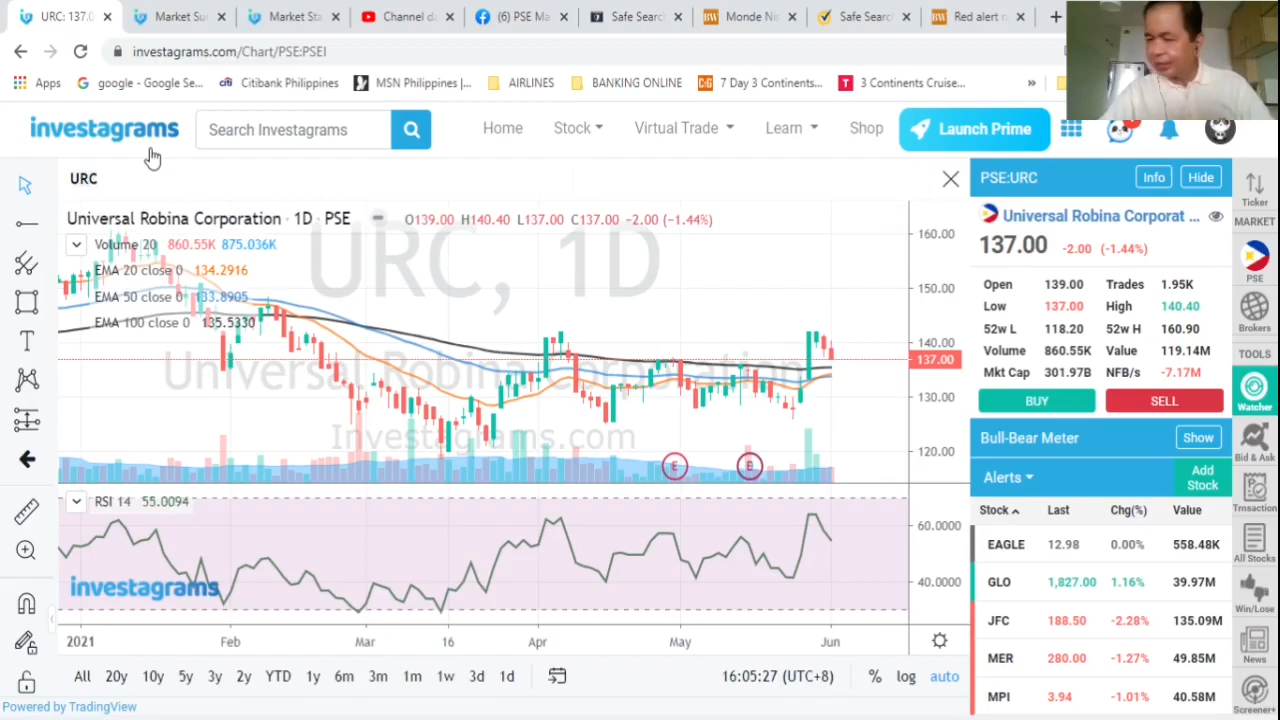 URC: 137.0
Market Su
Market Sta
Channel da
(6) PSE Ma
Safe Searc
Monde Nis
Safe Searc
Red alert n
investagrams.com/Chart/PSE:PSEI
Apps
google - Google Se...
Citibank Philippines
MSN Philippines |...
AIRLINES
BANKING ONLINE
7 Day 3 Continents...
3 Continents Cruise...
»
investagrams
Search Investagrams
Home
Stock
Virtual Trade
Learn
Shop
Launch Prime
URC
Universal Robina Corporation · 1D · PSE
O139.00 H140.40 L137.00 C137.00 -2.00 (-1.44%)
Volume 20 860.55K 875.036K
EMA 20 close 0 134.2916
EMA 50 close 0 133.8905
EMA 100 close 0 135.5330
URC, 1D
Universal Robina Corporation
Investagrams.com
160.00
150.00
140.00
137.00
130.00
120.00
E
D
RSI 14 55.0094
60.0000
40.0000
investagrams
2021 Feb Mar 16 Apr May Jun
All 20y 10y 5y 3y 2y YTD 1y 6m 3m 1m 1w 3d 1d
16:05:27 (UTC+8)
% log auto
Powered by TradingView
PSE:URC
Info
Hide
Universal Robina Corporat ...
137.00 -2.00 (-1.44%)
Open 139.00 Trades 1.95K
Low 137.00 High 140.40
52w L 118.20 52w H 160.90
Volume 860.55K Value 119.14M
Mkt Cap 301.97B NFB/s -7.17M
BUY
SELL
Bull-Bear Meter
Show
Alerts
Add
Stock
Stock Last Chg(%) Value
EAGLE 12.98 0.00% 558.48K
GLO 1,827.00 1.16% 39.97M
JFC 188.50 -2.28% 135.09M
MER 280.00 -1.27% 49.85M
MPI 3.94 -1.01% 40.58M
Ticker
MARKET
PSE
Brokers
TOOLS
Watcher
Bid & Ask
Trnsaction
All Stocks
Win/Lose
News
Screener+